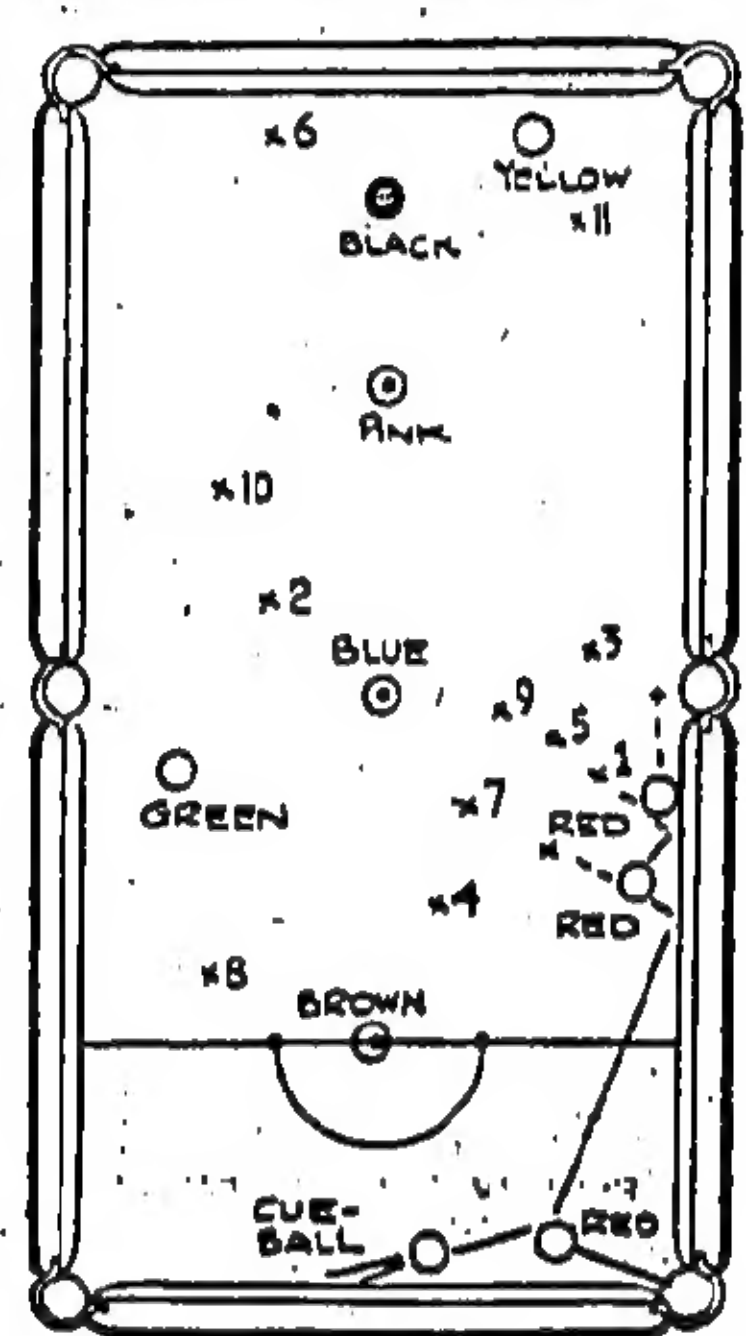 x6
YELLOW
x11
BLACK
PINK
x10
x2
BLUE
x3
x9
x5
x1
GREEN
x7
RED
x
x4
RED
x8
BROWN
CUE-
BALL
RED